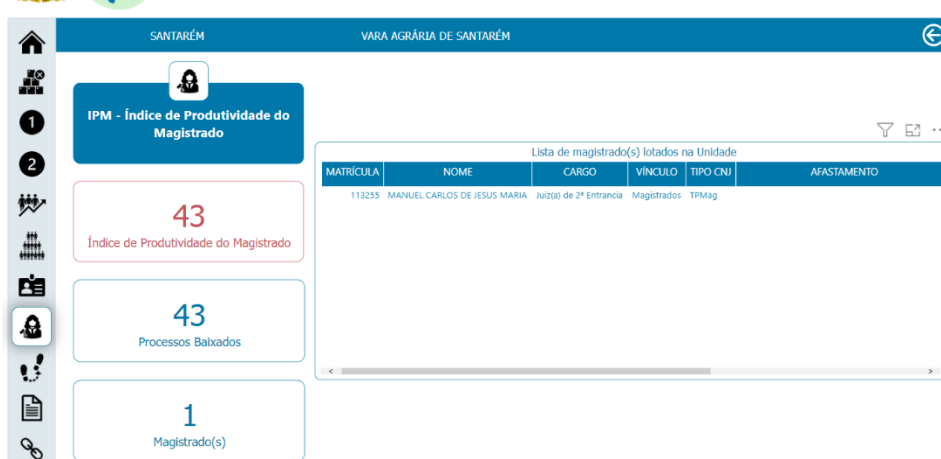 SANTARÉM
VARA AGRÁRIA DE SANTARÉM
IPM - Índice de Produtividade do
Magistrado
1
2
43
Índice de Produtividade do Magistrado
43
Processos Baixados
1
Magistrado(s)
Lista de magistrado(s) lotados na Unidade
MATRÍCULA NOME CARGO VÍNCULO TIPO CNJ AFASTAMENTO
113255 MANUEL CARLOS DE JESUS MARIA Juiz(a) de 2ª Entrancia Magistrados TPMag